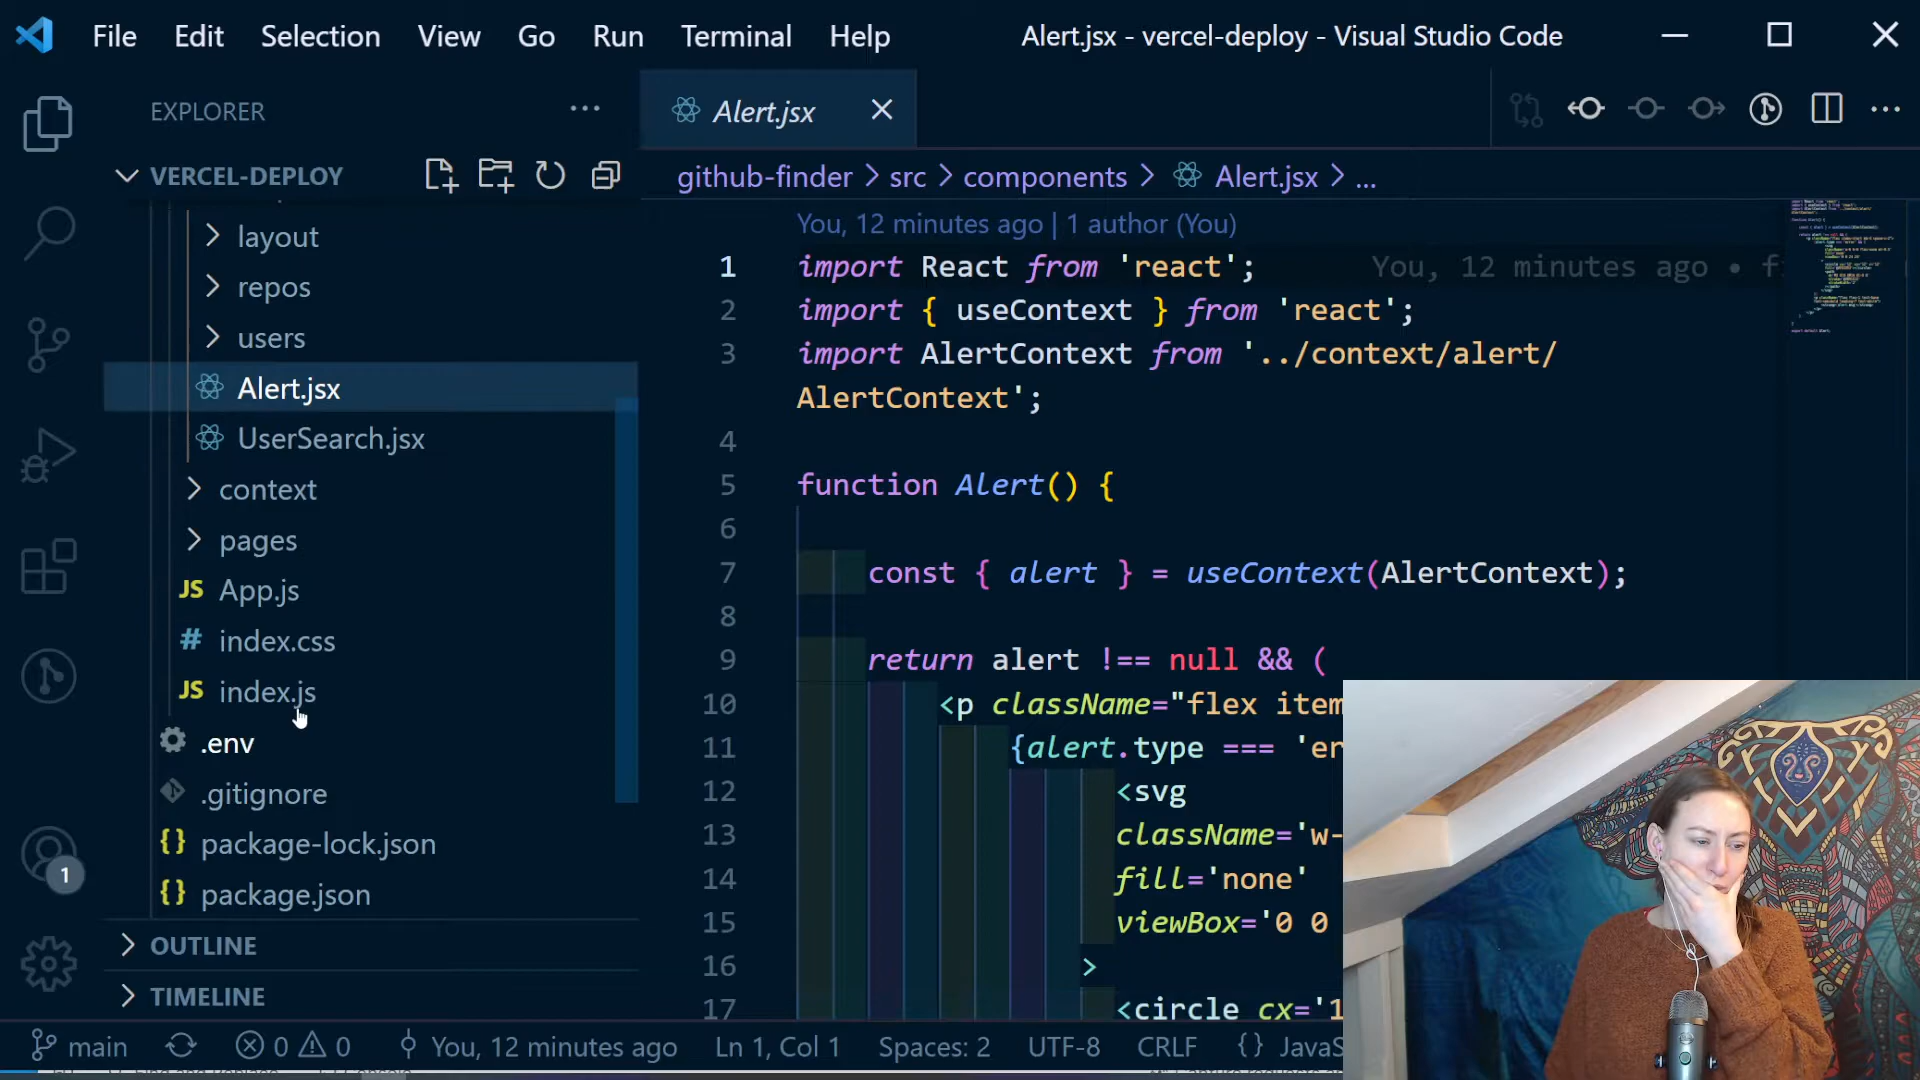 File Edit Selection View Go Run Terminal Help
Alert.jsx - vercel-deploy - Visual Studio Code
EXPLORER
VERCEL-DEPLOY
layout
repos
users
Alert.jsx
UserSearch.jsx
context
pages
JS App.js
# index.css
JS index.js
.env
.gitignore
{} package-lock.json
{} package.json
OUTLINE
TIMELINE
1
Alert.jsx
github-finder > src > components > Alert.jsx > ...
You, 12 minutes ago | 1 author (You)
1 import React from 'react'; You, 12 minutes ago • f
2 import { useContext } from 'react';
3 import AlertContext from '../context/alert/
AlertContext';
4
5 function Alert() {
6
7 const { alert } = useContext(AlertContext);
8
9 return alert !== null && (
10 <p className="flex item
11 {alert.type === 'er
12 <svg
13 className='w-
14 fill='none'
15 viewBox='0 0
16 >
17 <circle cx='1
main 0 0 You, 12 minutes ago Ln 1, Col 1 Spaces: 2 UTF-8 CRLF {} JavaS